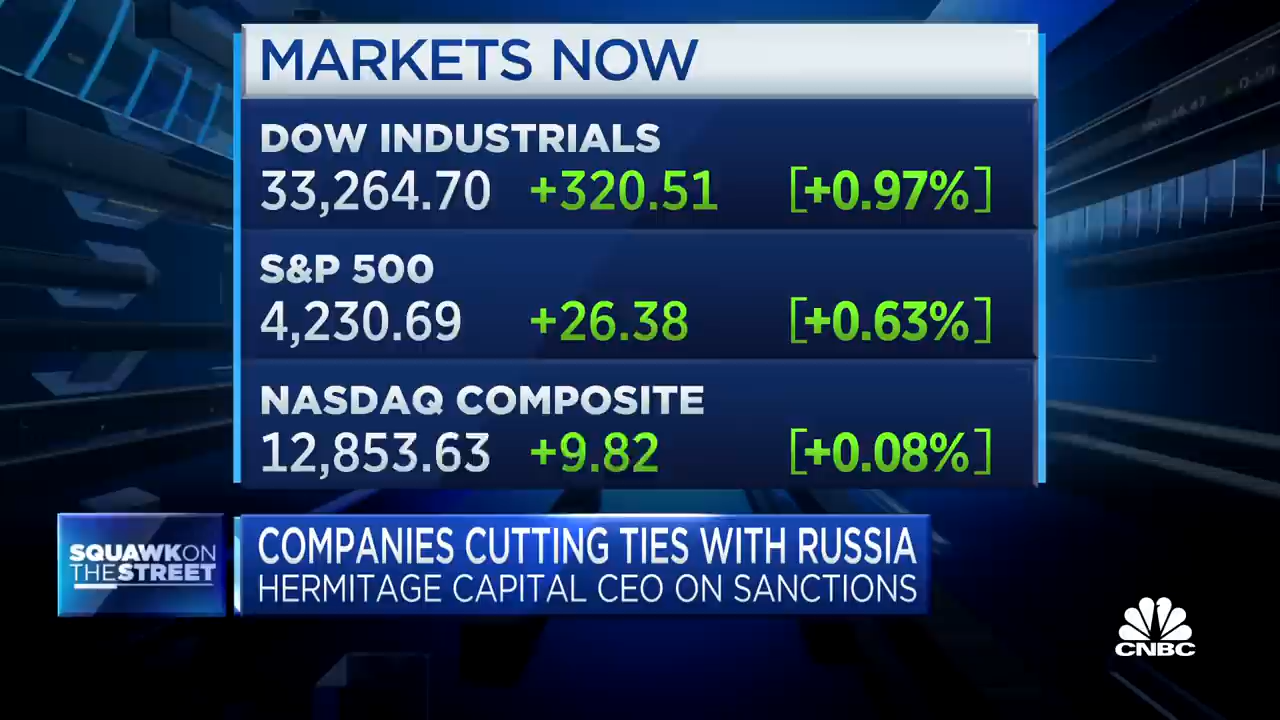 MARKETS NOW
DOW INDUSTRIALS
33,264.70 +320.51 [+0.97%]
S&P 500
4,230.69 +26.38 [+0.63%]
NASDAQ COMPOSITE
12,853.63 +9.82 [+0.08%]
SQUAWK ON
THE STREET
COMPANIES CUTTING TIES WITH RUSSIA
HERMITAGE CAPITAL CEO ON SANCTIONS
CNBC